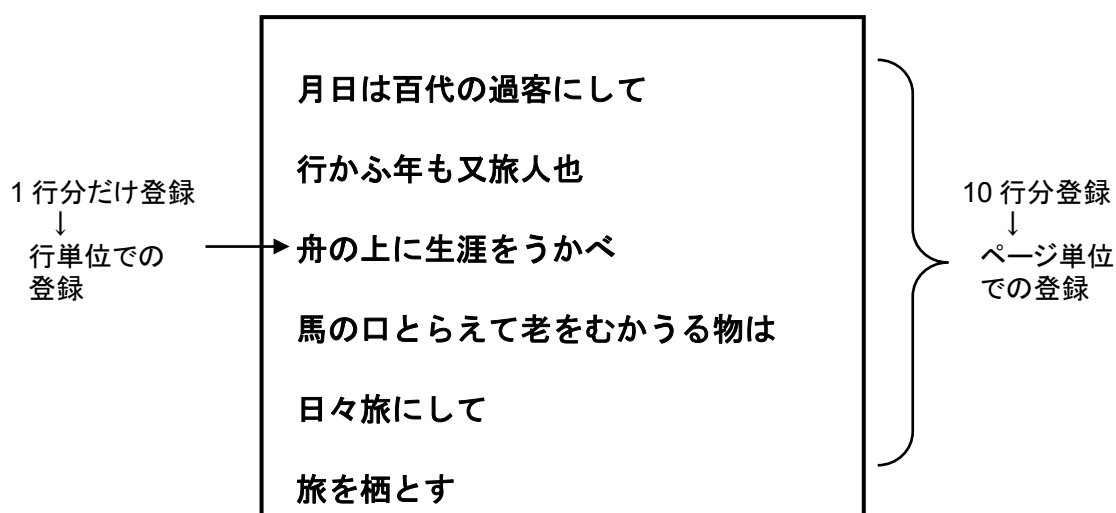 1 行分だけ登録
↓
行単位での
登録
月日は百代の過客にして
行かふ年も又旅人也
舟の上に生涯をうかべ
馬の口とらえて老をむかうる物は
日々旅にして
旅を栖とす
10 行分登録
↓
ページ単位
での登録